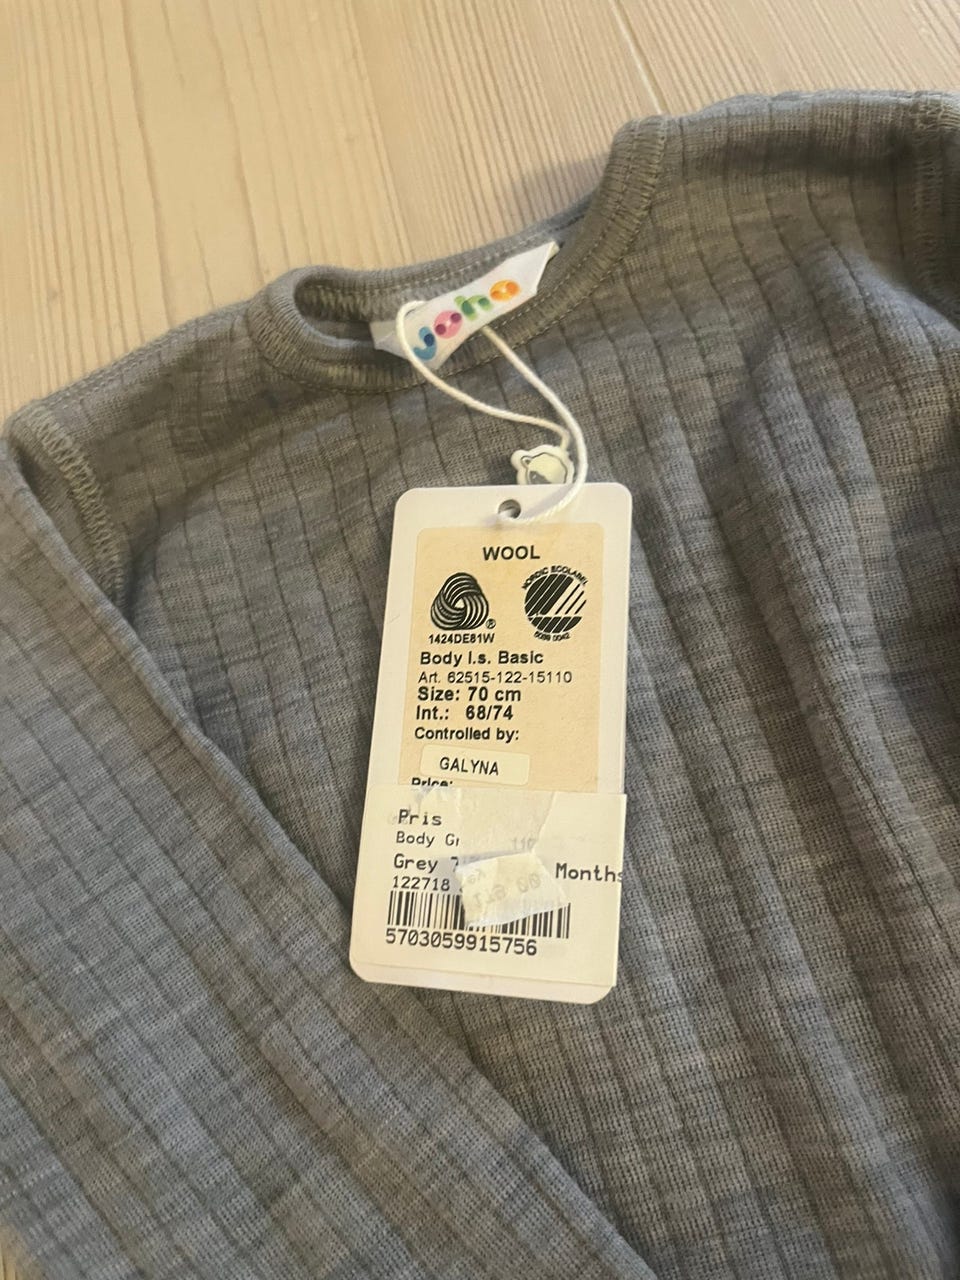 joha
WOOL
NORDIC ECOLABEL
1424DE81W ®
Body l.s. Basic
Art. 62515-122-15110
Size: 70 cm
Int.: 68/74
Controlled by:
GALYNA
Price:
Pris
Body
Grey Months
122718
5703059915756